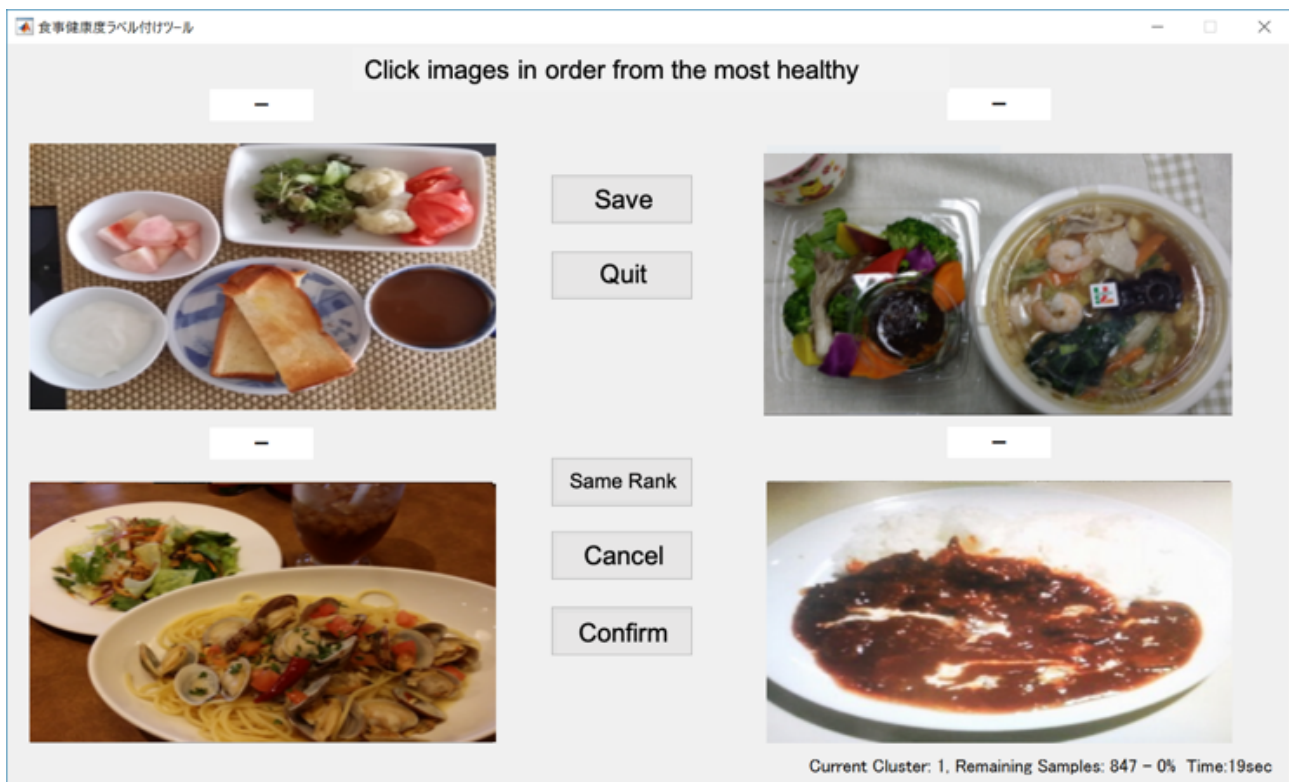 食事健康度ラベル付けツール
Click images in order from the most healthy
–
–
Save
Quit
–
–
Same Rank
Cancel
Confirm
Current Cluster: 1, Remaining Samples: 847 - 0% Time:19sec